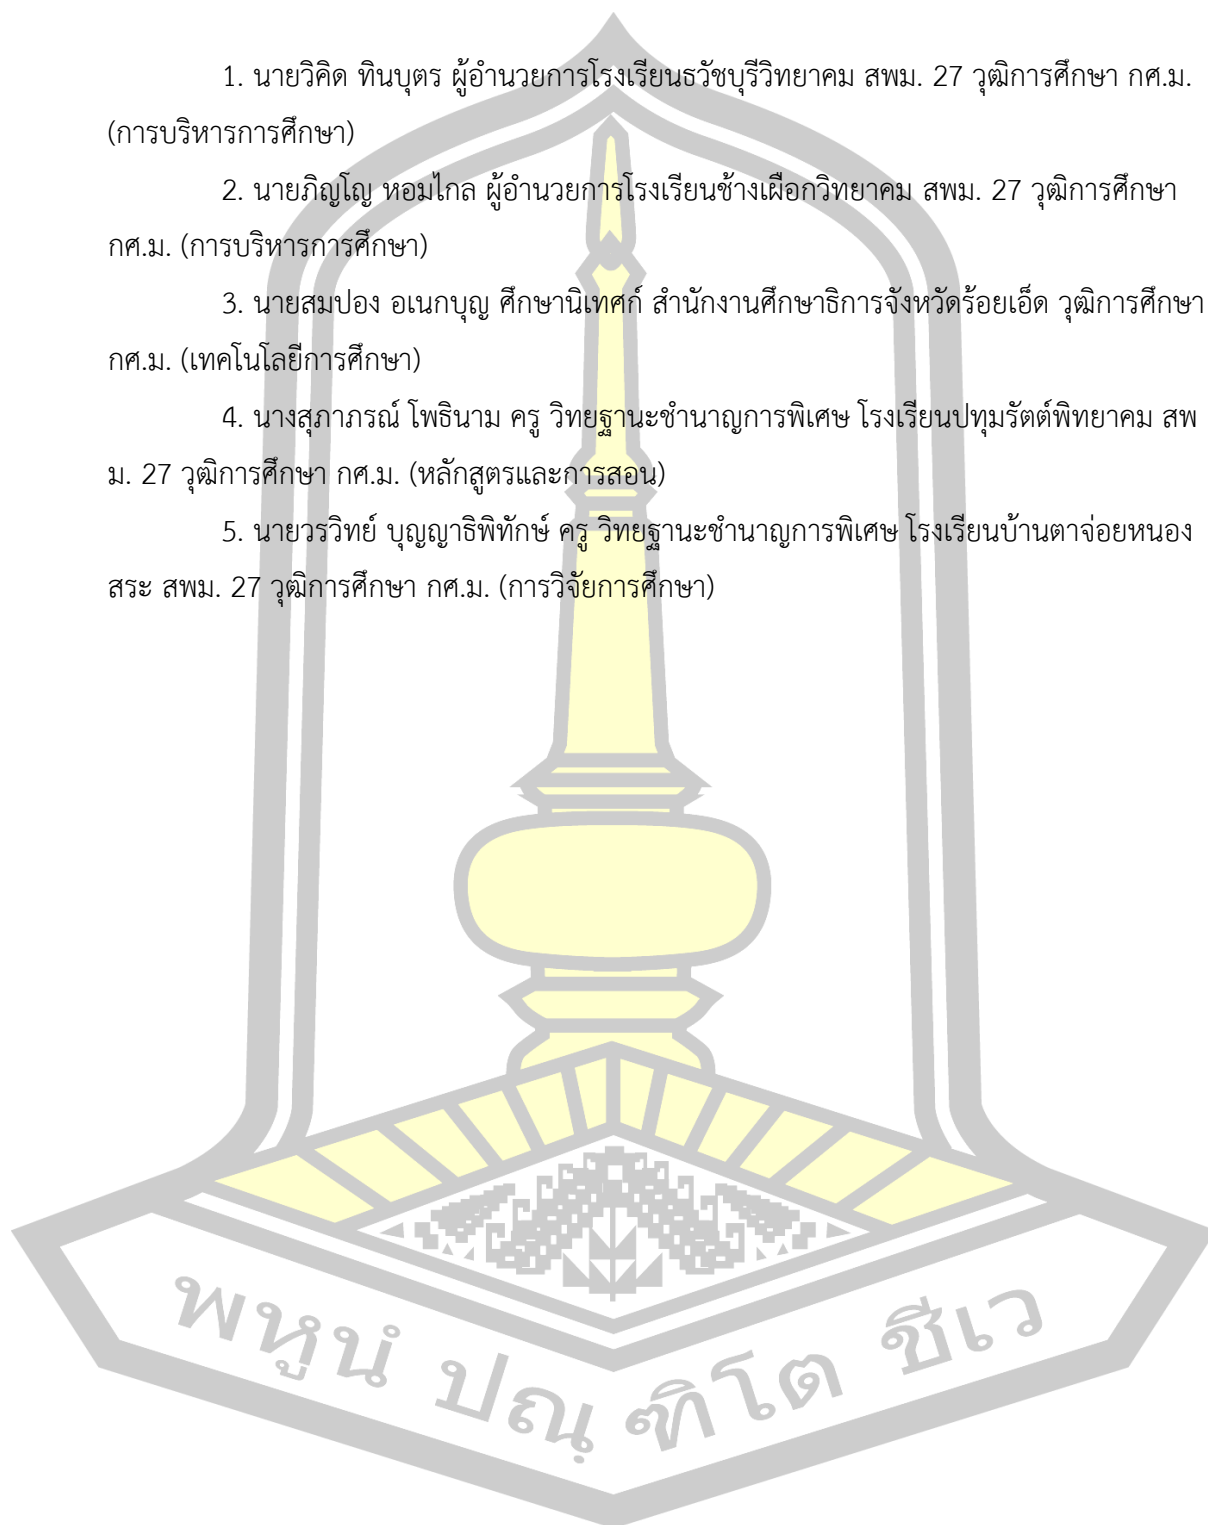 1. นายวิคิด ทินบุตร ผู้อำนวยการโรงเรียนธวัชบุรีวิทยาคม สพม. 27 วุฒิการศึกษา กศ.ม.
(การบริหารการศึกษา)
2. นายภิญโญ หอมไกล ผู้อำนวยการโรงเรียนช้างเผือกวิทยาคม สพม. 27 วุฒิการศึกษา
กศ.ม. (การบริหารการศึกษา)
3. นายสมปอง อเนกบุญ ศึกษานิเทศก์ สำนักงานศึกษาธิการจังหวัดร้อยเอ็ด วุฒิการศึกษา
กศ.ม. (เทคโนโลยีการศึกษา)
4. นางสุภาภรณ์ โพธินาม ครู วิทยฐานะชำนาญการพิเศษ โรงเรียนปทุมรัตต์พิทยาคม สพ
ม. 27 วุฒิการศึกษา กศ.ม. (หลักสูตรและการสอน)
5. นายวรวิทย์ บุญญาธิพิทักษ์ ครู วิทยฐานะชำนาญการพิเศษ โรงเรียนบ้านตาจ่อยหนอง
สระ สพม. 27 วุฒิการศึกษา กศ.ม. (การวิจัยการศึกษา)
พหูนํ ปณฺฑิโต ชีเว